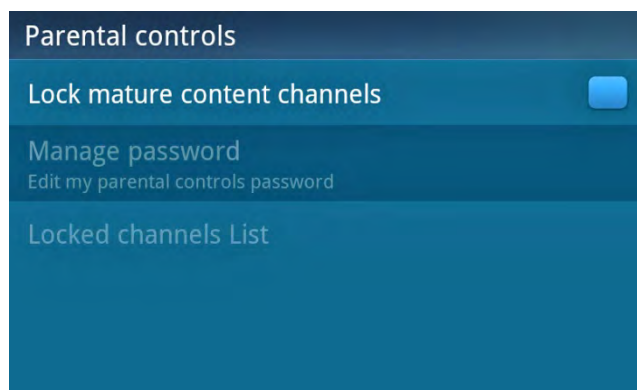 Parental controls
Lock mature content channels
Manage password
Edit my parental controls password
Locked channels List